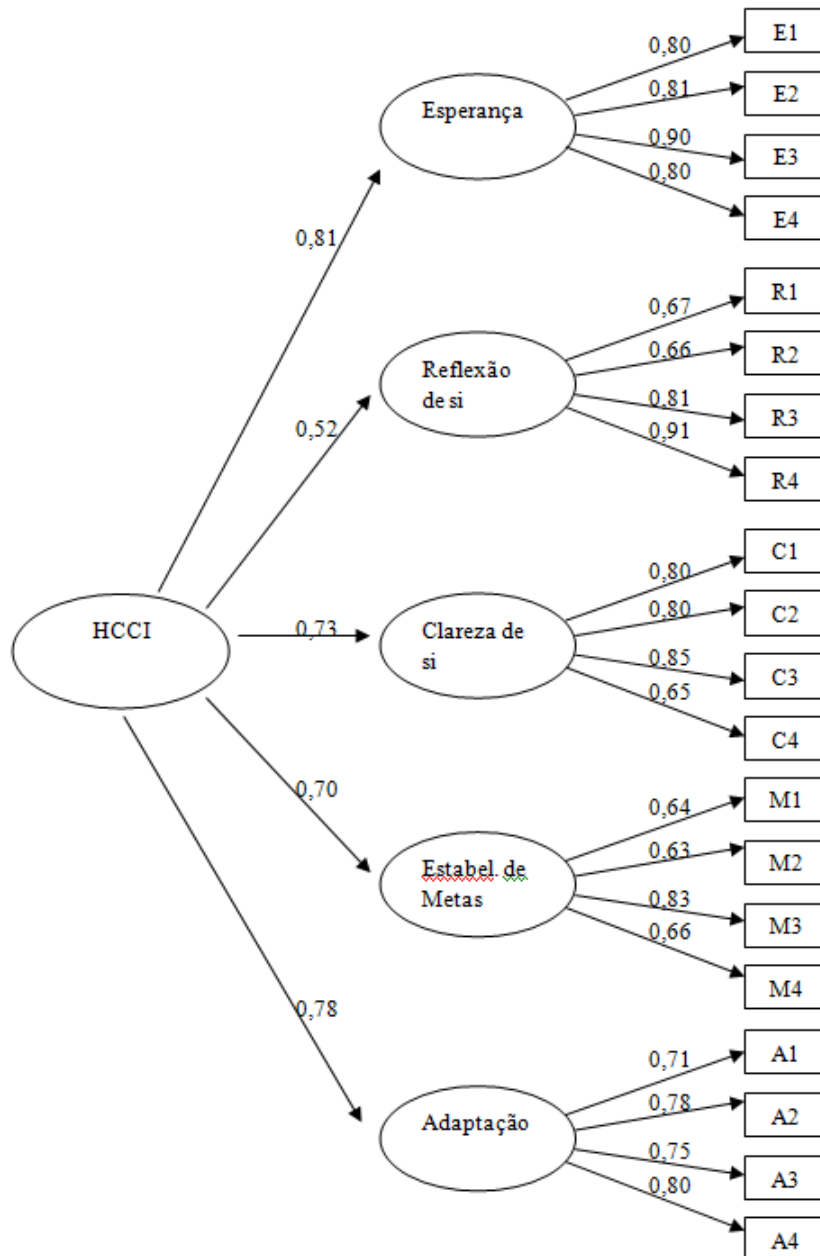 0,80
E1
0,81
E2
Esperança
0,90
E3
0,80
E4
0,81
0,67
R1
0,66
R2
Reflexão
de si
0,81
R3
0,91
R4
0,52
0,80
C1
0,80
C2
Clareza de
si
0,85
C3
0,65
C4
HCCI
0,73
0,70
0,64
M1
0,63
M2
Estabel. de
Metas
0,83
M3
0,66
M4
0,78
0,71
A1
0,78
A2
Adaptação
0,75
A3
0,80
A4